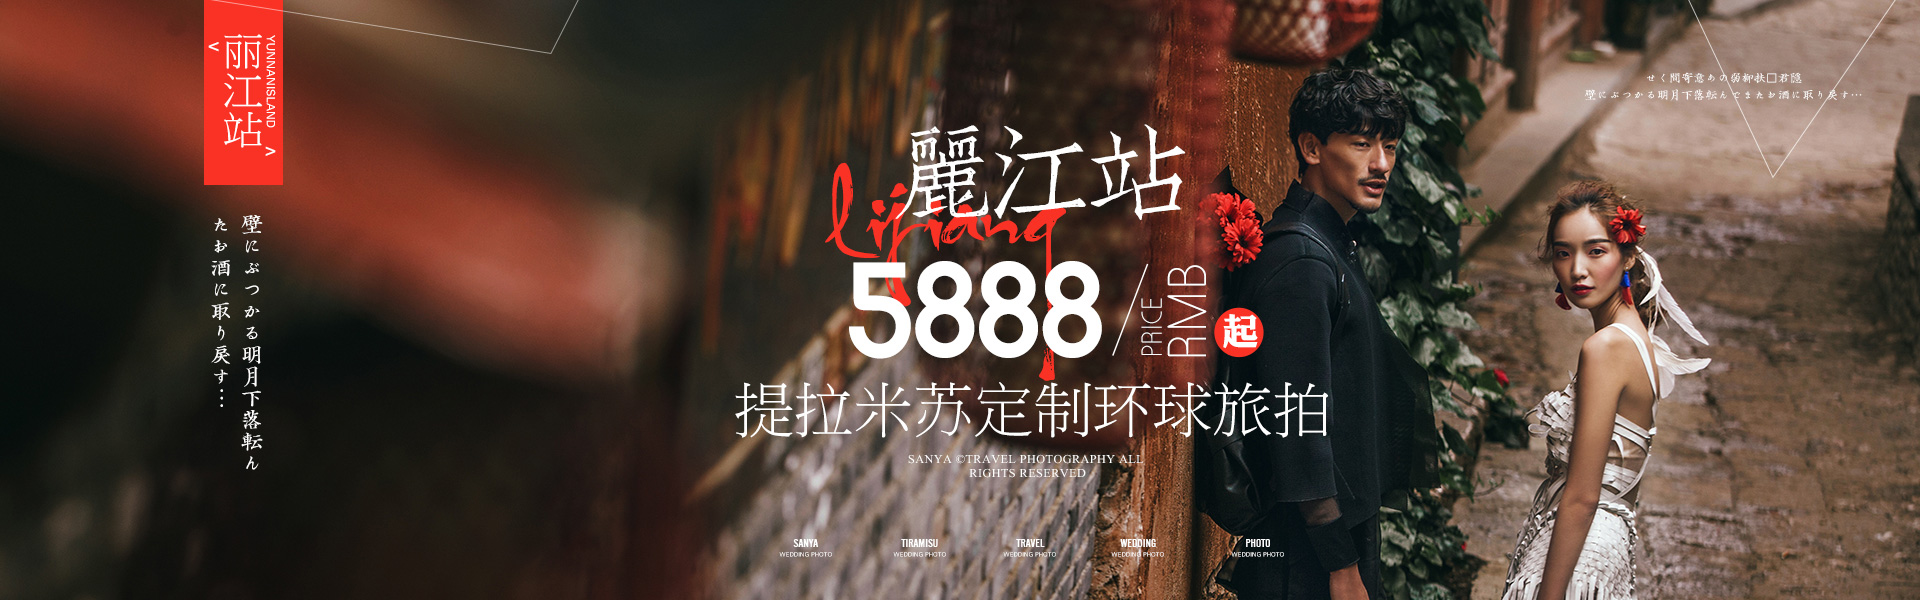 丽江站
YUNNANISLAND
< >
壁にぶつかる明月下落転ん
たお酒に取り戻す…
麗江站
lijiang
5888
PRICE
RMB
起
提拉米苏定制环球旅拍
SANYA ©TRAVEL PHOTOGRAPHY ALL
RIGHTS RESERVED
SANYA
WEDDING PHOTO
TIRAMISU
WEDDING PHOTO
TRAVEL
WEDDING PHOTO
WEDDING
WEDDING PHOTO
PHOTO
WEDDING PHOTO
せく間寄意あの弱柳扶□君隠
壁にぶつかる明月下落転んでまたお酒に取り戻す…